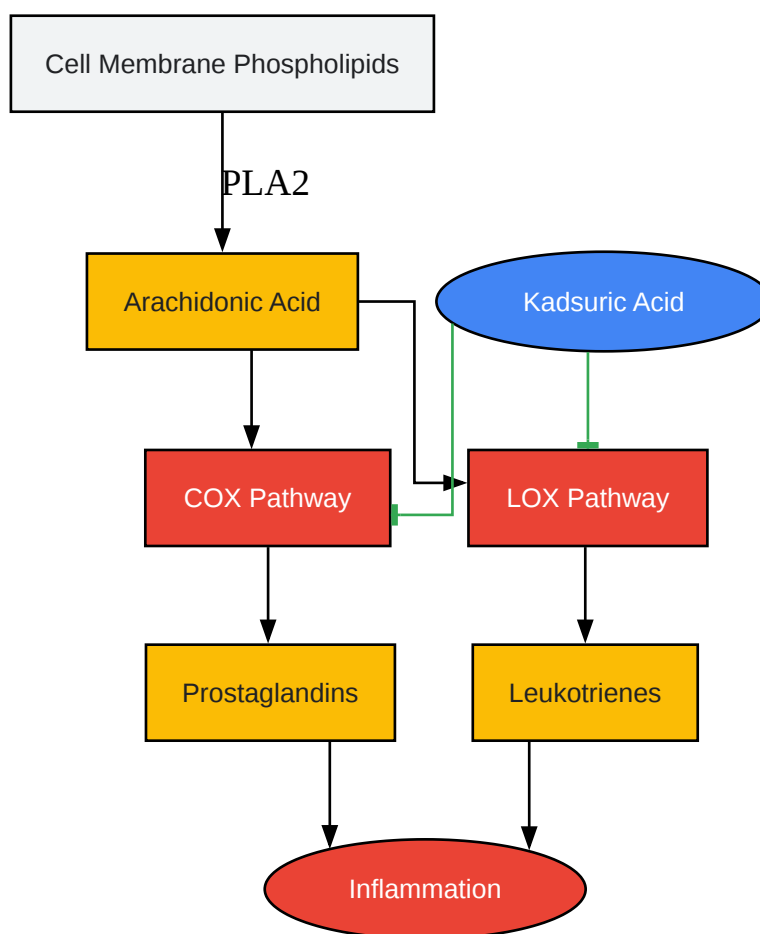 Cell Membrane Phospholipids
PLA2
Arachidonic Acid
Kadsuric Acid
COX Pathway
LOX Pathway
Prostaglandins
Leukotrienes
Inflammation